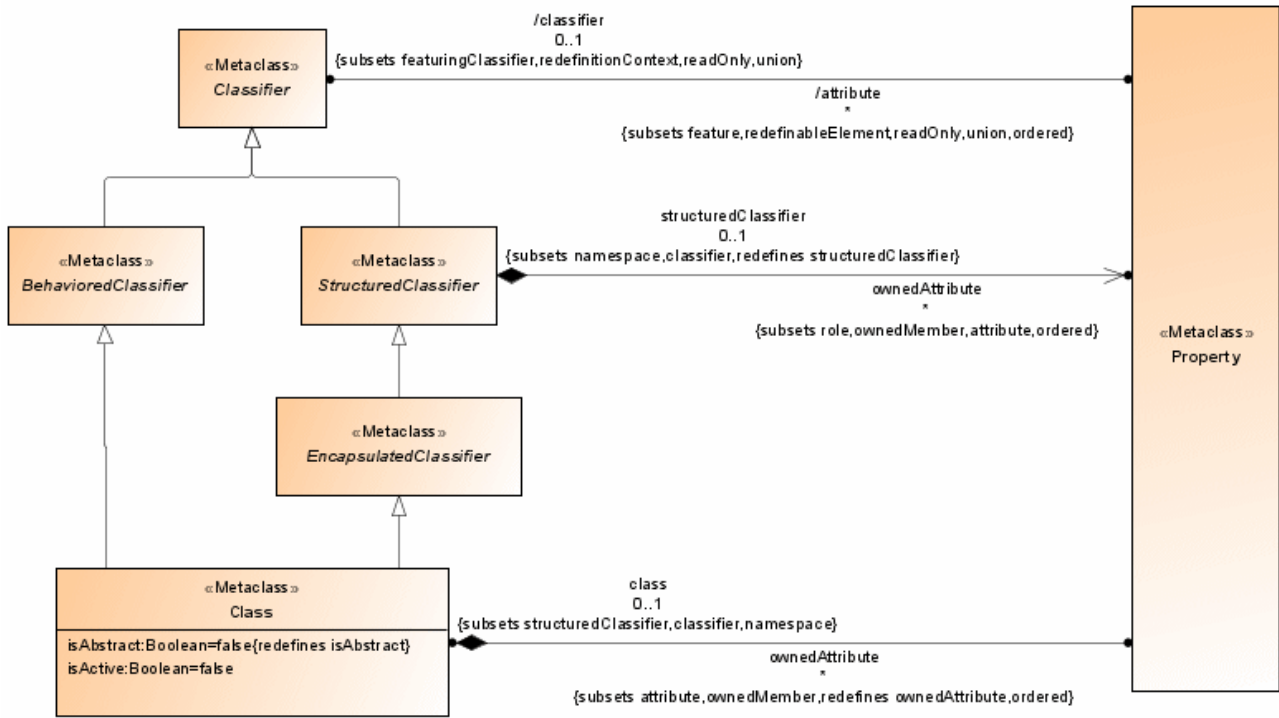 /classifier
0..1
{subsets featuringClassifier,redefinitionContext,readOnly,union}
«Metaclass»
Classifier
/attribute
*
{subsets feature,redefinableElement,readOnly,union,ordered}
structuredClassifier
0..1
{subsets namespace,classifier,redefines structuredClassifier}
«Metaclass»
BehavioredClassifier
«Metaclass»
StructuredClassifier
ownedAttribute
*
{subsets role,ownedMember,attribute,ordered}
«Metaclass»
Property
«Metaclass»
EncapsulatedClassifier
«Metaclass»
Class
isAbstract:Boolean=false{redefines isAbstract}
isActive:Boolean=false
class
0..1
{subsets structuredClassifier,classifier,namespace}
ownedAttribute
*
{subsets attribute,ownedMember,redefines ownedAttribute,ordered}